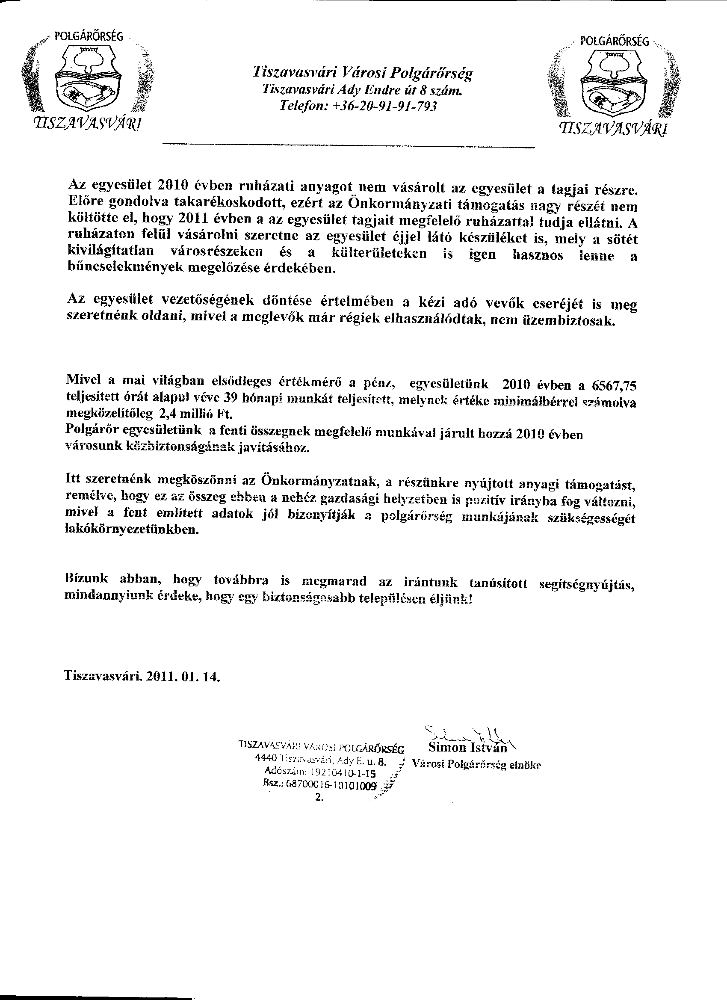 POLGÁRŐRSÉG
TISZAVASVÁRI
Tiszavasvári Városi Polgárőrség
Tiszavasvári Ady Endre út 8 szám.
Telefon: +36-20-91-91-793
POLGÁRŐRSÉG
TISZAVASVÁRI
Az egyesület 2010 évben ruházati anyagot nem vásárolt az egyesület a tagjai részre.
Előre gondolva takarékoskodott, ezért az Önkormányzati támogatás nagy részét nem
költötte el, hogy 2011 évben a az egyesület tagjait megfelelő ruházattal tudja ellátni. A
ruházaton felül vásárolni szeretne az egyesület éjjel látó készüléket is, mely a sötét
kivilágítatlan városrészeken és a külterületeken is igen hasznos lenne a
bűncselekmények megelőzése érdekében.
Az egyesület vezetőségének döntése értelmében a kézi adó vevők cseréjét is meg
szeretnénk oldani, mivel a meglevők már régiek elhasználódtak, nem üzembiztosak.
Mivel a mai világban elsődleges értékmérő a pénz, egyesületünk 2010 évben a 6567,75
teljesített órát alapul véve 39 hónapi munkát teljesített, melynek értéke minimálbérrel számolva
megközelítőleg 2,4 millió Ft.
Polgárőr egyesületünk a fenti összegnek megfelelő munkával járult hozzá 2010 évben
városunk közbiztonságának javításához.
Itt szeretnénk megköszönni az Önkormányzatnak, a részünkre nyújtott anyagi támogatást,
remélve, hogy ez az összeg ebben a nehéz gazdasági helyzetben is pozitív irányba fog változni,
mivel a fent említett adatok jól bizonyítják a polgárőrség munkájának szükségességét
lakókörnyezetünkben.
Bízunk abban, hogy továbbra is megmarad az irántunk tanúsított segítségnyújtás,
mindannyiunk érdeke, hogy egy biztonságosabb településen éljünk!
Tiszavasvári. 2011. 01. 14.
TISZAVASVÁRI VÁROSI POLGÁRŐRSÉG
4440 Tiszavasvári, Ady E. u. 8.
Adószám: 19210410-1-15
Bsz.: 68700016-10101009
2.
Simon István
Városi Polgárőrség elnöke